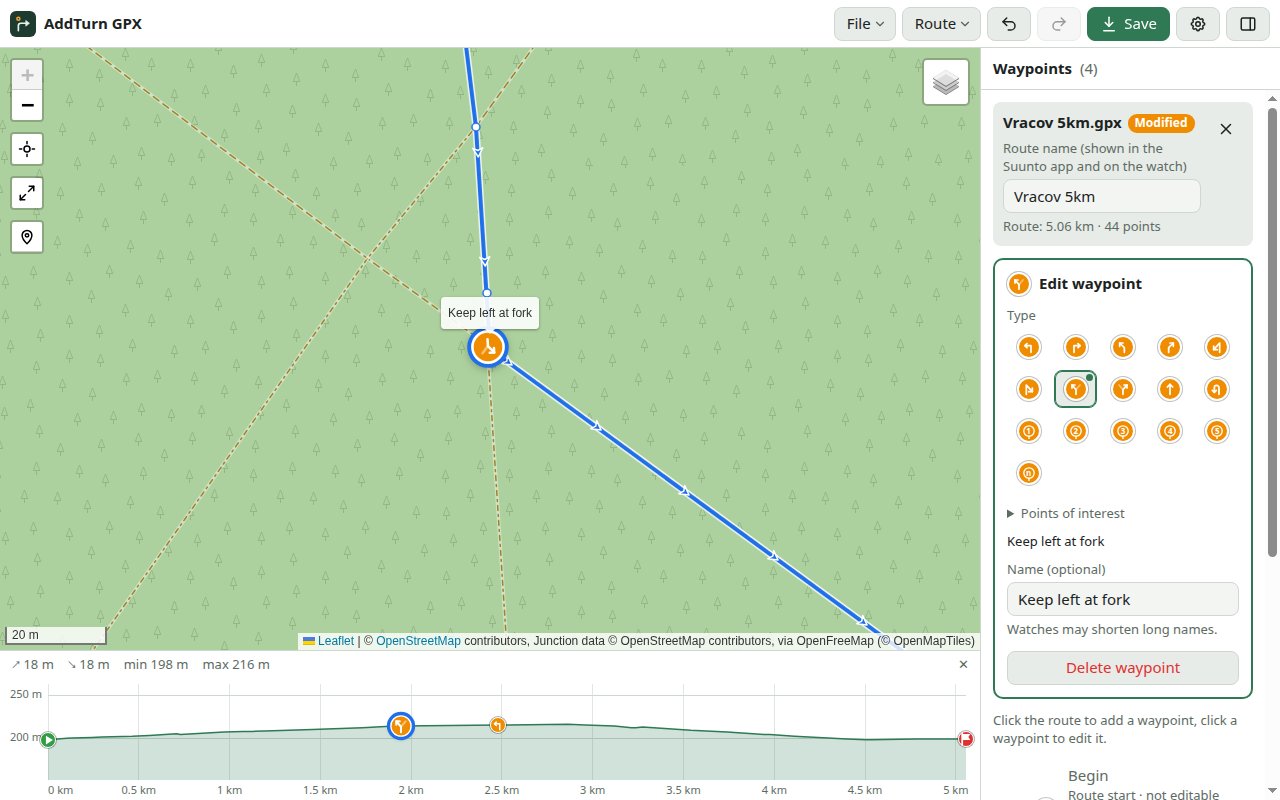 AddTurn GPX
File
Route
Save
Keep left at fork
20 m
Leaflet | © OpenStreetMap contributors, Junction data © OpenStreetMap contributors, via OpenFreeMap (© OpenMapTiles)
↗ 18 m ↘ 18 m min 198 m max 216 m
250 m
200 m
0 km 0.5 km 1 km 1.5 km 2 km 2.5 km 3 km 3.5 km 4 km 4.5 km 5 km
Waypoints (4)
Vracov 5km.gpx Modified
Route name (shown in the
Suunto app and on the watch)
Vracov 5km
Route: 5.06 km · 44 points
Edit waypoint
Type
1 2 3 4 5
n
Points of interest
Keep left at fork
Name (optional)
Keep left at fork
Watches may shorten long names.
Delete waypoint
Click the route to add a waypoint, click a
waypoint to edit it.
Begin
Route start · not editable